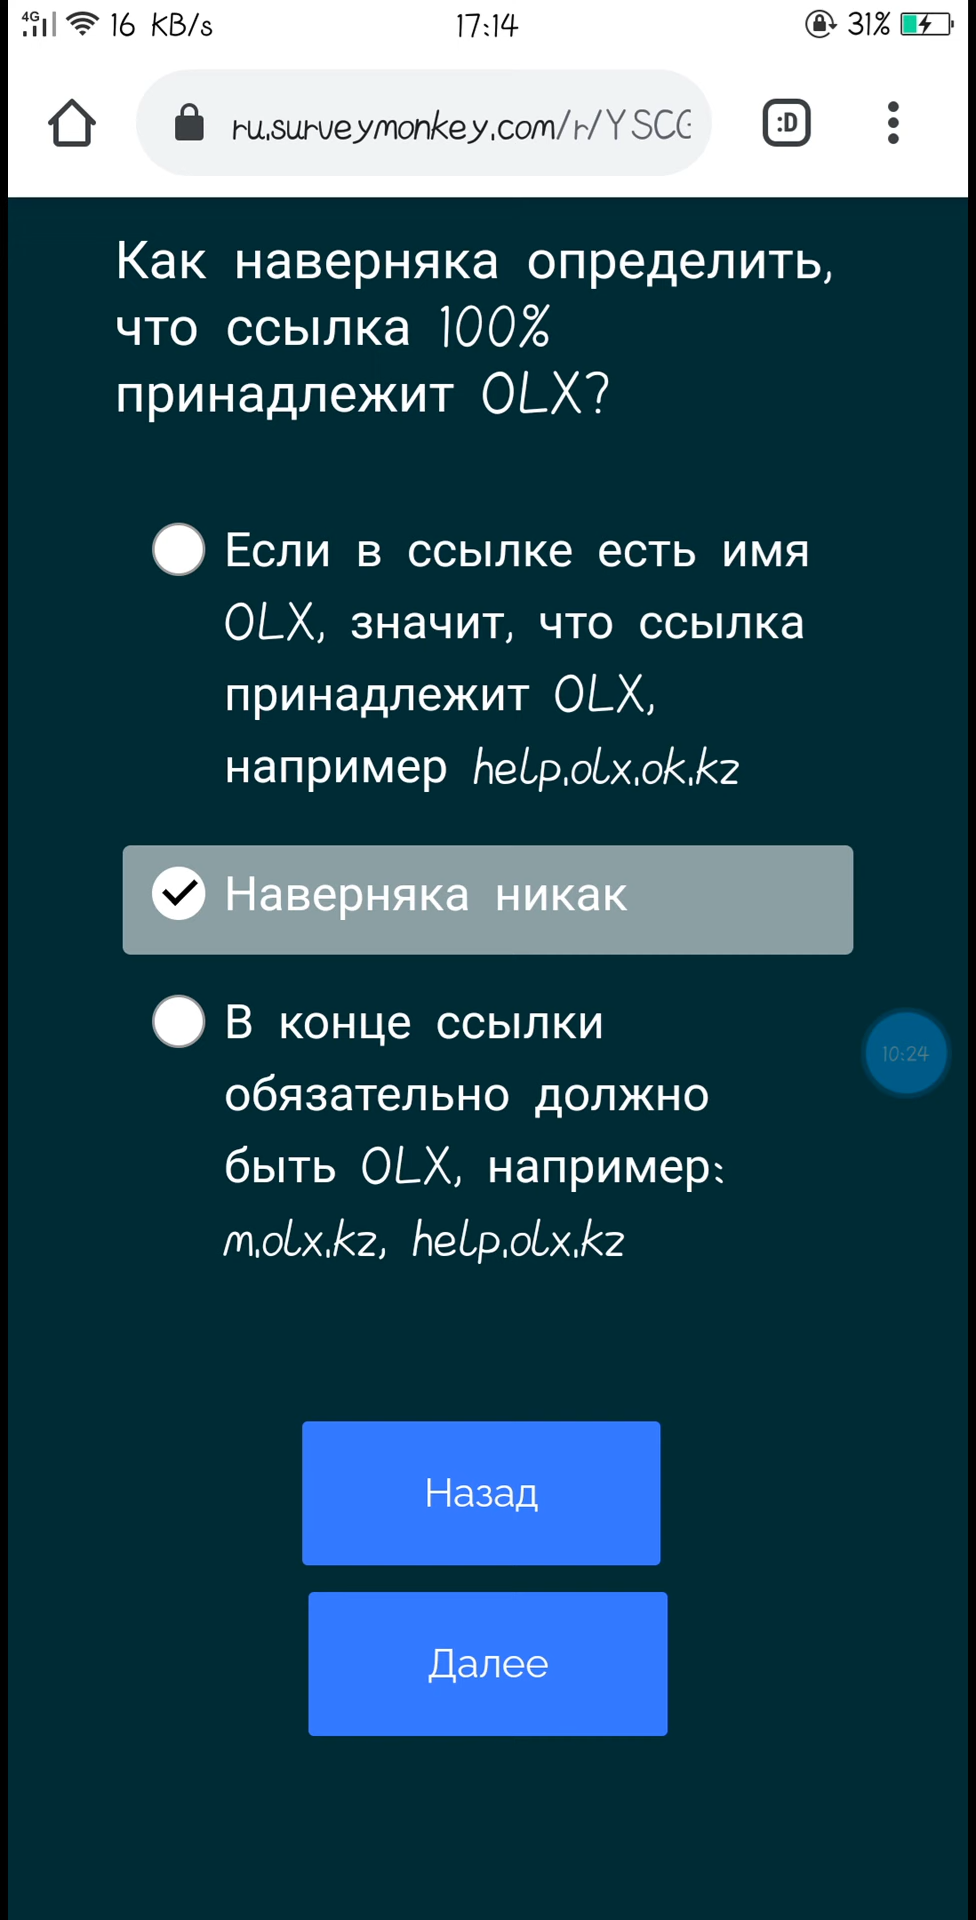 4G 16 KB/s 17:14 31%
ru.surveymonkey.com/r/YSCG :D
Как наверняка определить,
что ссылка 100%
принадлежит OLX?
Если в ссылке есть имя
OLX, значит, что ссылка
принадлежит OLX,
например help.olx.ok.kz
Наверняка никак
В конце ссылки
обязательно должно
быть OLX, например:
m.olx.kz, help.olx.kz
10:24
Назад
Далее